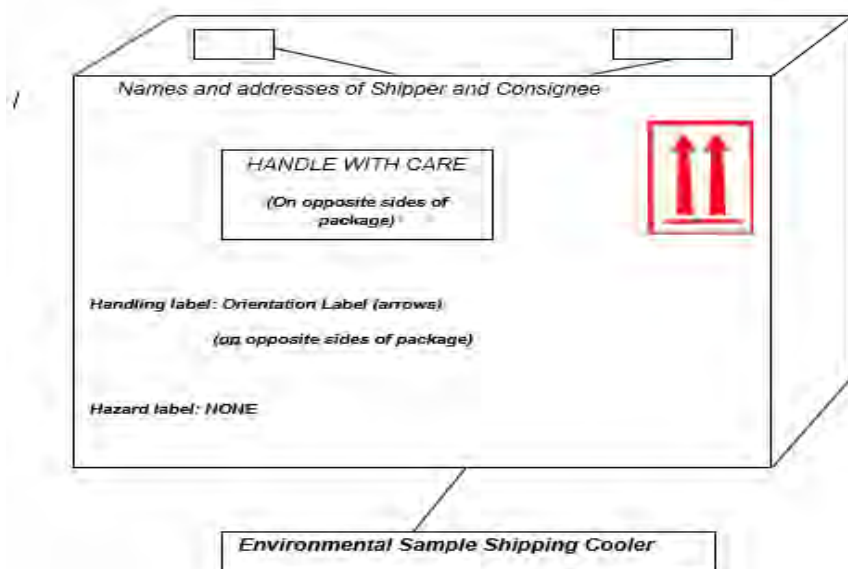 Names and addresses of Shipper and Consignee
HANDLE WITH CARE
(On opposite sides of
package)
Handling label: Orientation Label (arrows)
(on opposite sides of package)
Hazard label: NONE
Environmental Sample Shipping Cooler